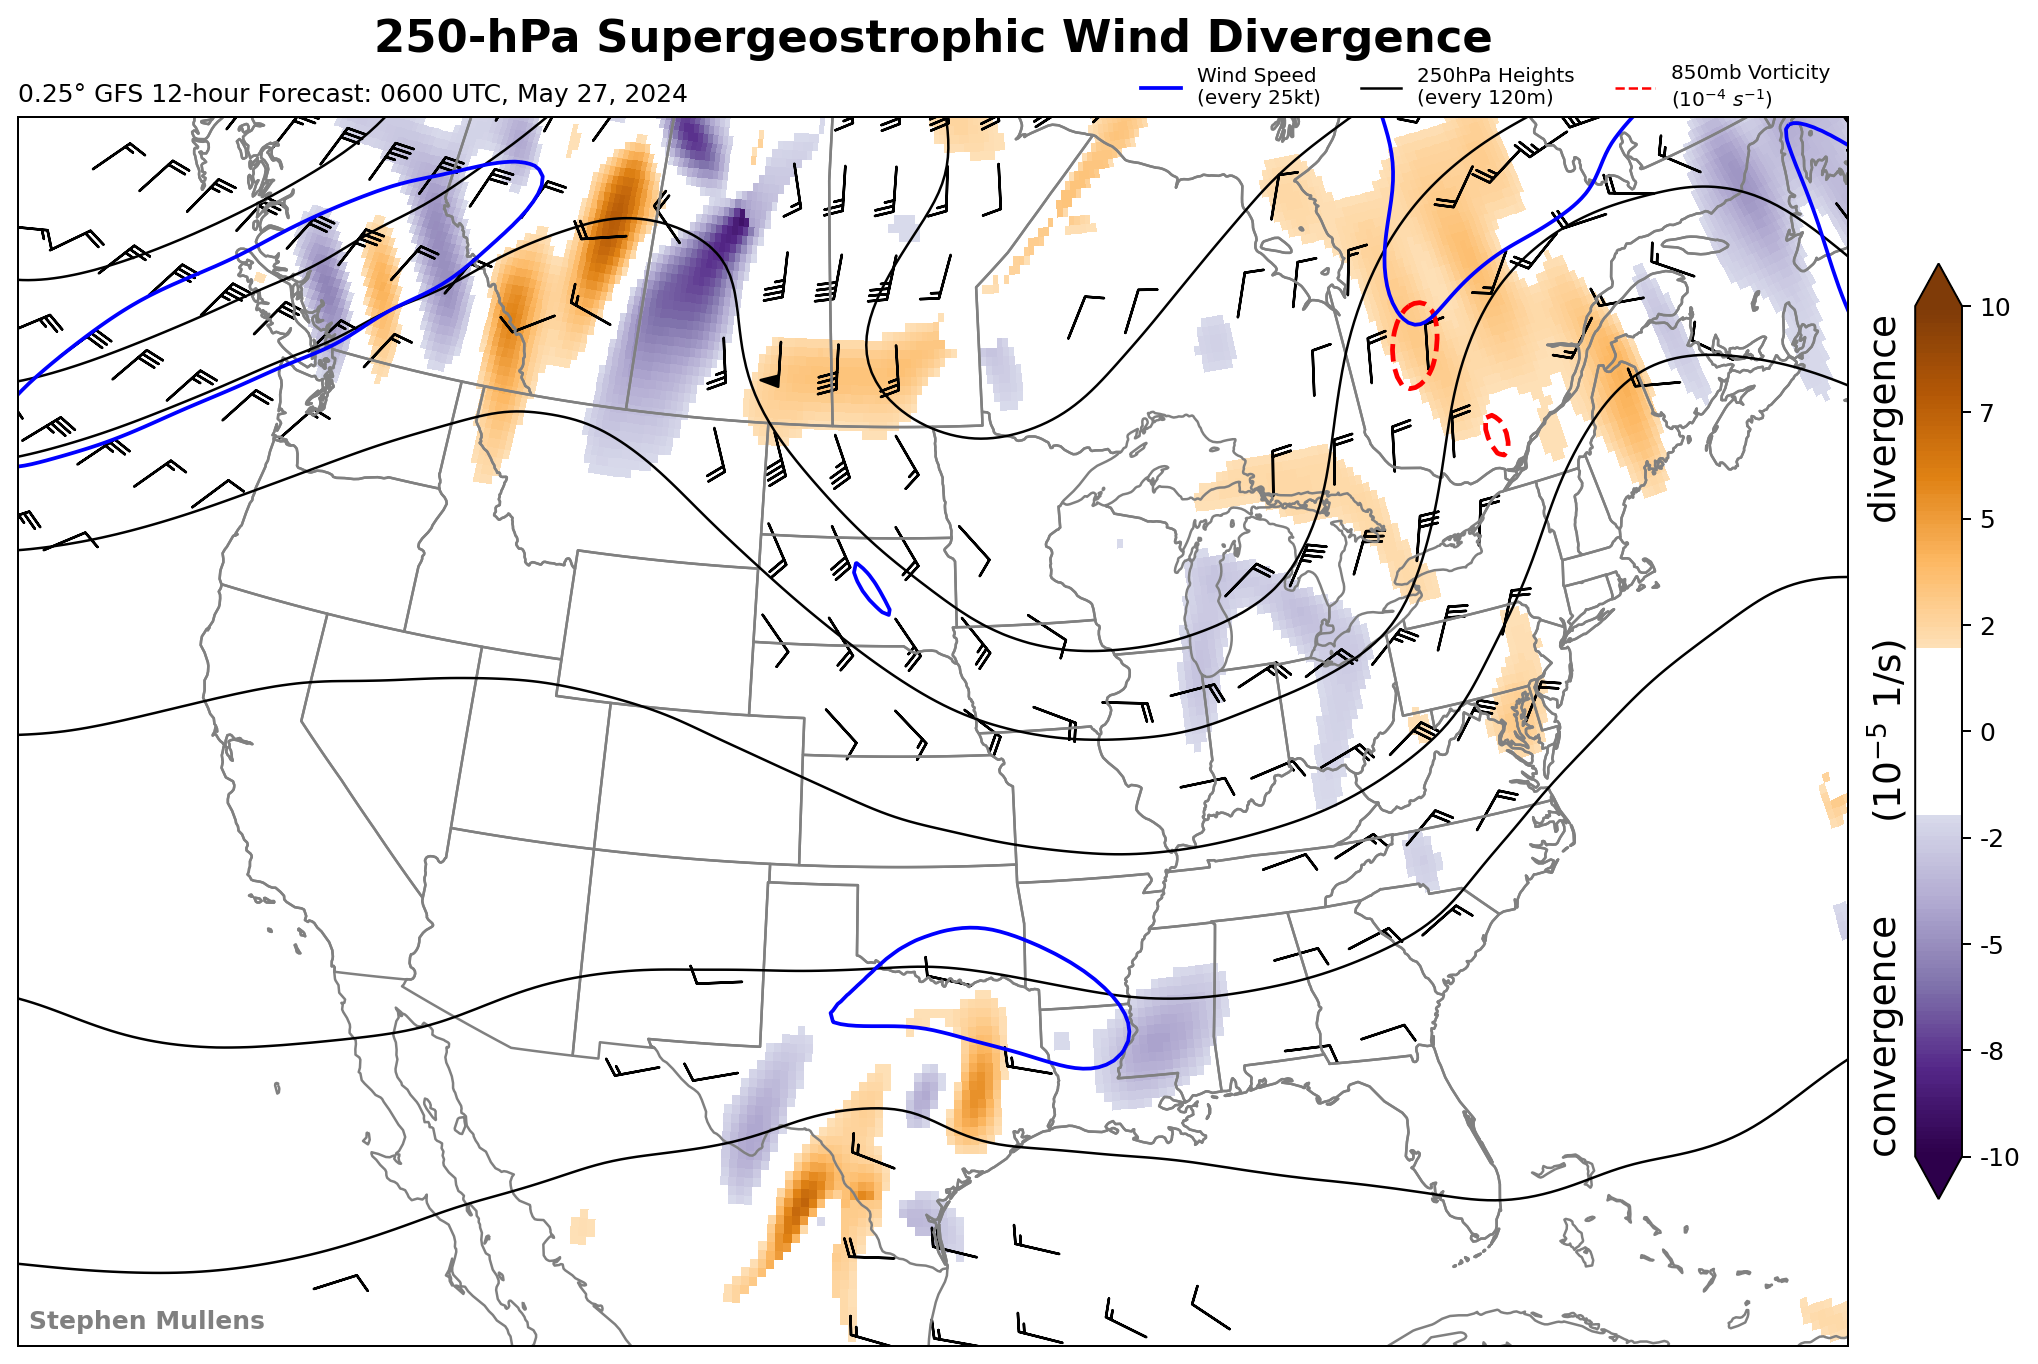 250-hPa Supergeostrophic Wind Divergence
0.25° GFS 12-hour Forecast: 0600 UTC, May 27, 2024
Wind Speed
(every 25kt)
250hPa Heights
(every 120m)
850mb Vorticity
(10⁻⁴ s⁻¹)
10
7
5
2
0
-2
-5
-8
-10
convergence (10⁻⁵ 1/s) divergence
Stephen Mullens